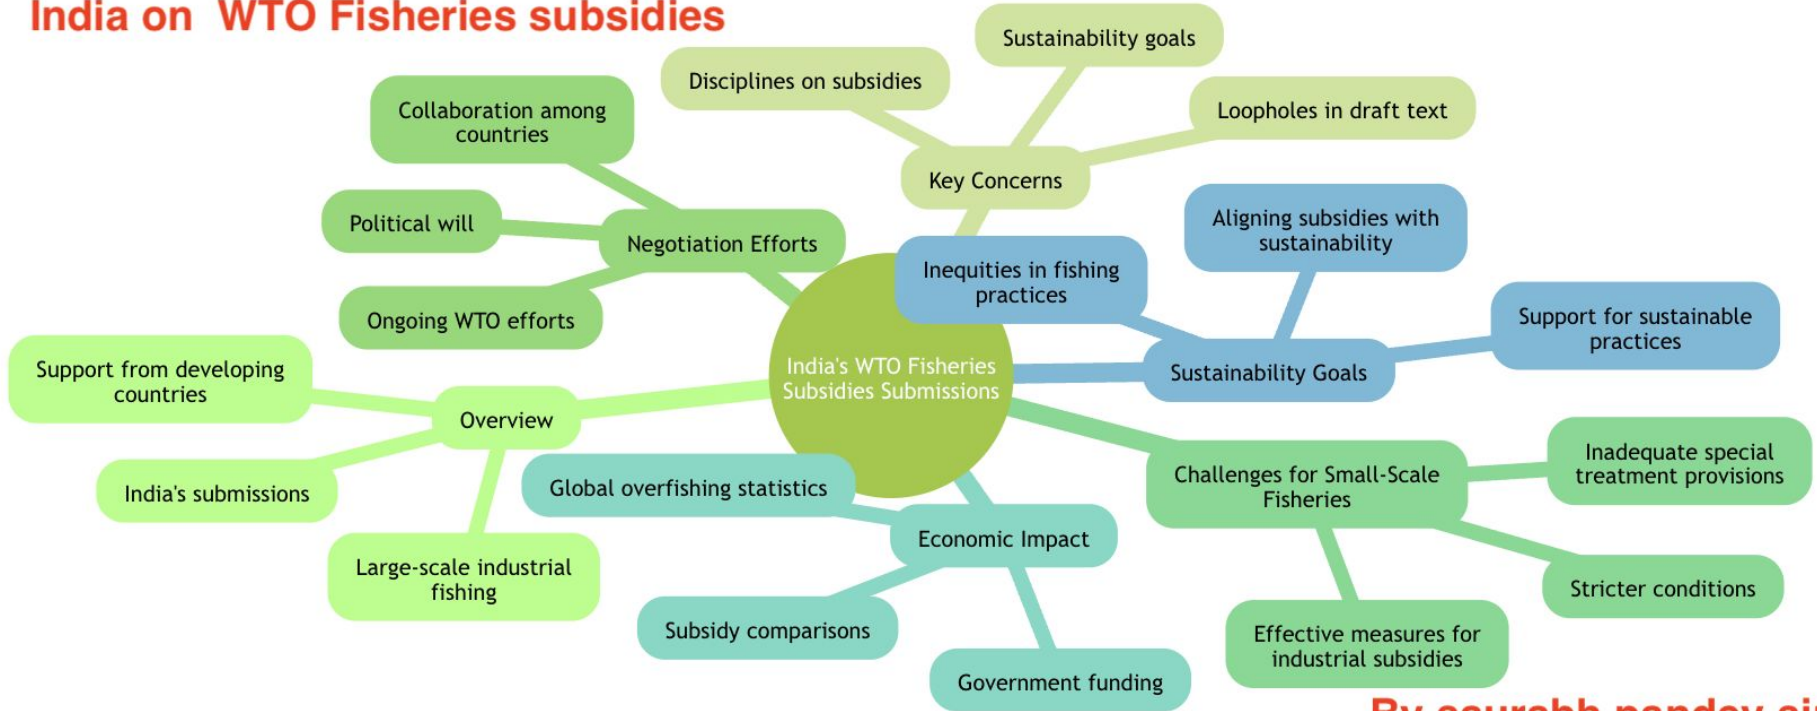 India on WTO Fisheries subsidies
Sustainability goals
Disciplines on subsidies
Loopholes in draft text
Key Concerns
Collaboration among
countries
Political will
Negotiation Efforts
Ongoing WTO efforts
Inequities in fishing
practices
Aligning subsidies with
sustainability
Support for sustainable
practices
Sustainability Goals
India's WTO Fisheries
Subsidies Submissions
Support from developing
countries
Overview
India's submissions
Large-scale industrial
fishing
Global overfishing statistics
Economic Impact
Subsidy comparisons
Government funding
Challenges for Small-Scale
Fisheries
Inadequate special
treatment provisions
Stricter conditions
Effective measures for
industrial subsidies
By saurabh pandey